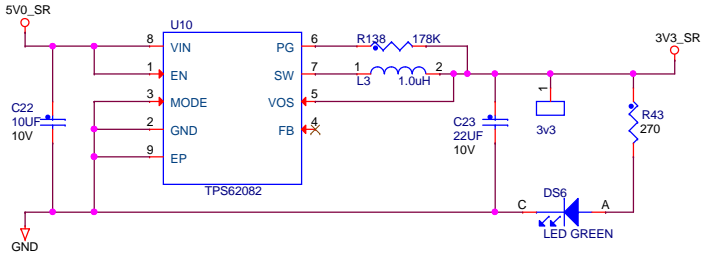 5V0_SR
U10
3V3_SR
8 VIN PG 6 R138 178K
1 EN SW 7 1 L3 1.0uH 2
3 MODE VOS 5
2 GND FB 4
9 EP
TPS62082
C22
10UF
10V
C23
22UF
10V
1
3v3
R43
270
DS6
C A
LED GREEN
GND